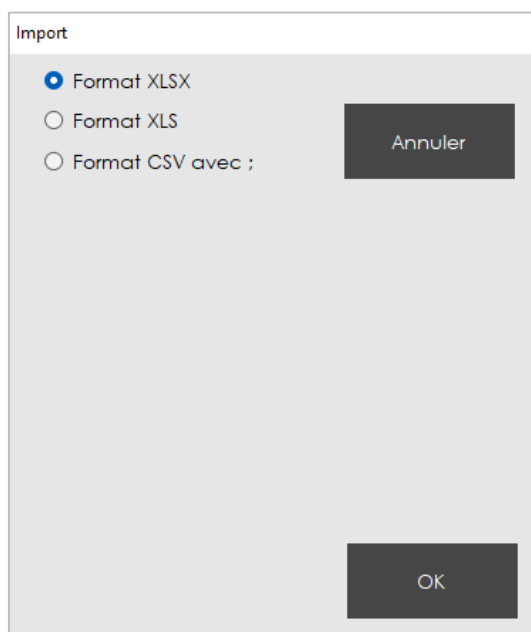 Import
Format XLSX
Format XLS
Annuler
Format CSV avec ;
OK